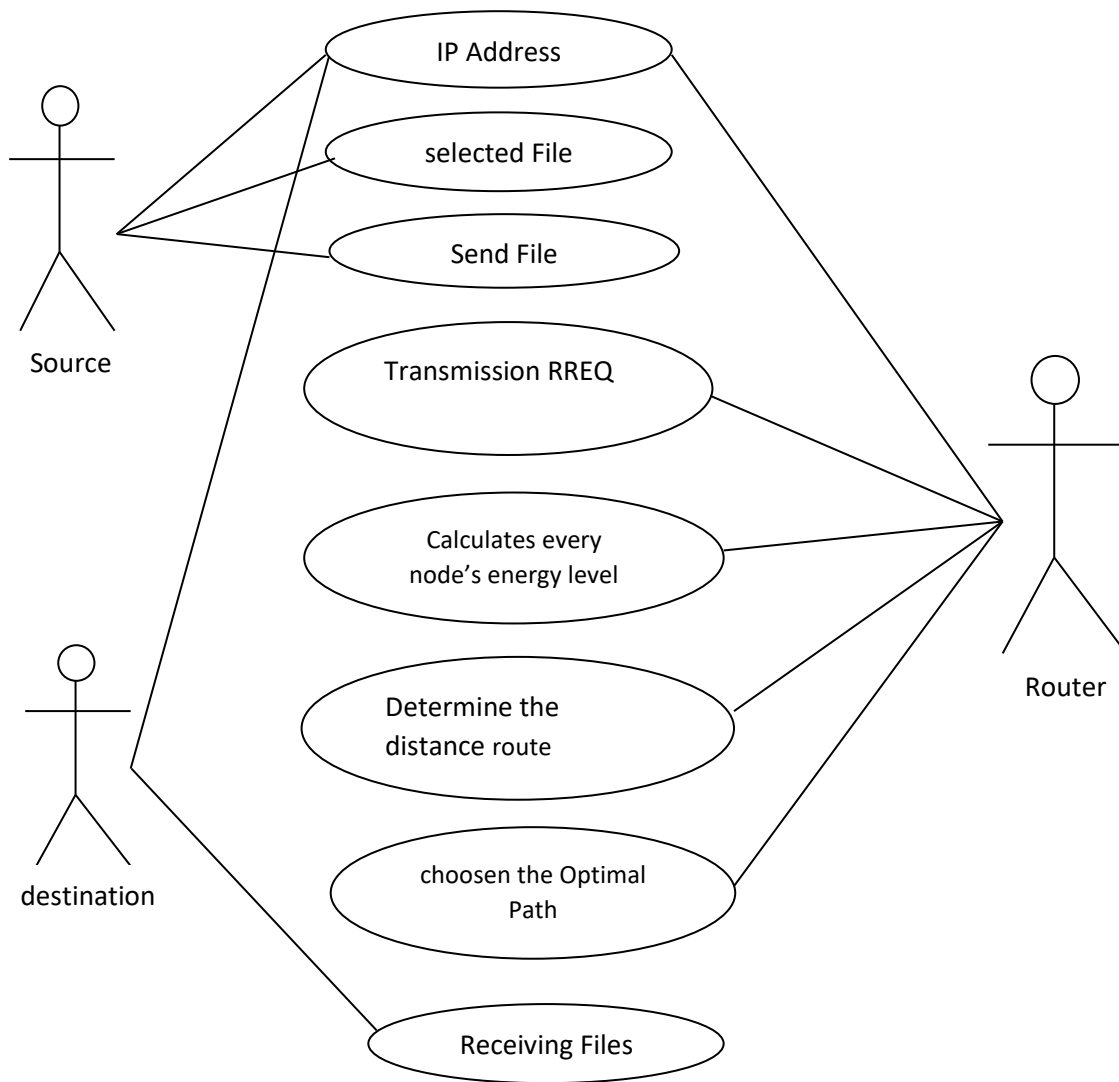 IP Address
selected File
Send File
Source
Transmission RREQ
Calculates every
node’s energy level
Router
Determine the
distance route
destination
choosen the Optimal
Path
Receiving Files